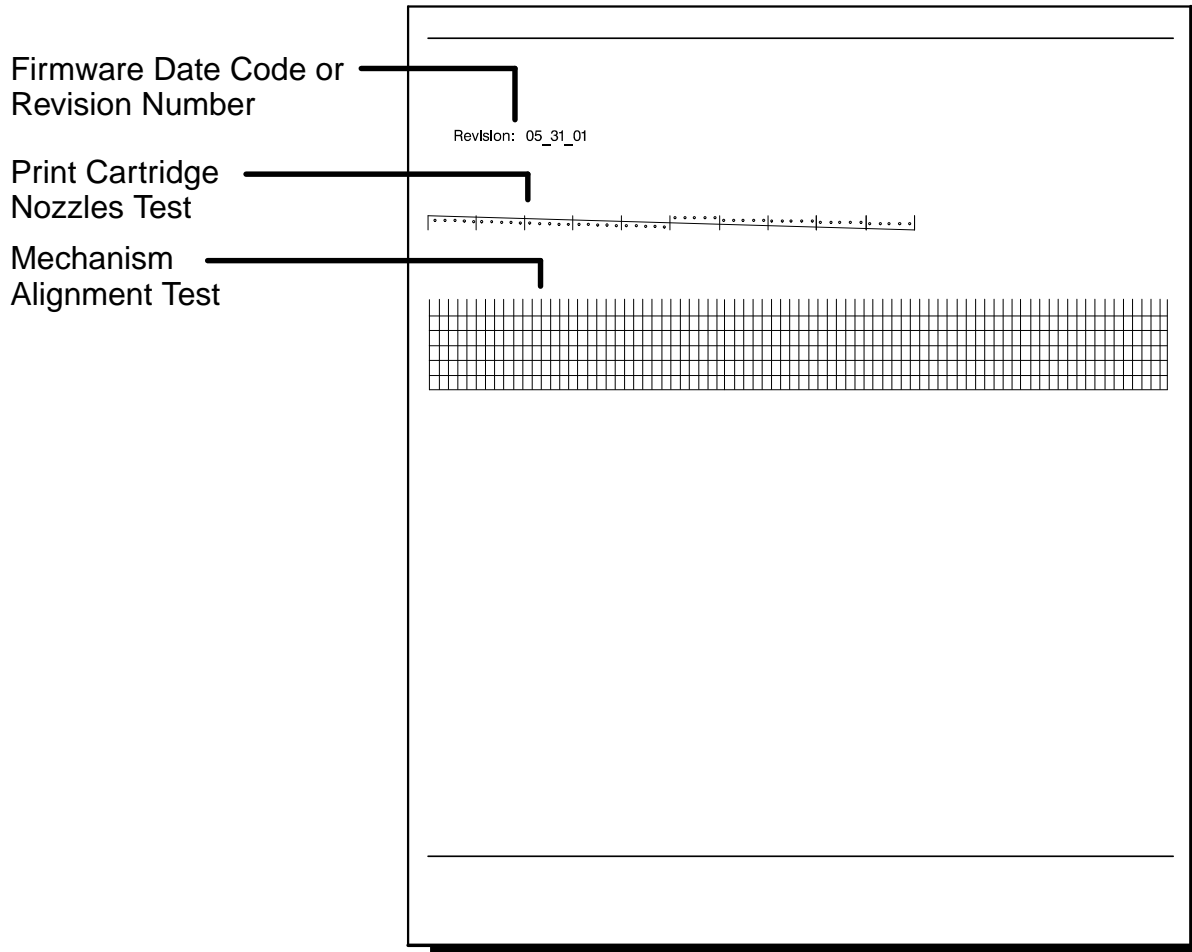 Firmware Date Code or
Revision Number
Revision: 05_31_01
Print Cartridge
Nozzles Test
Mechanism
Alignment Test